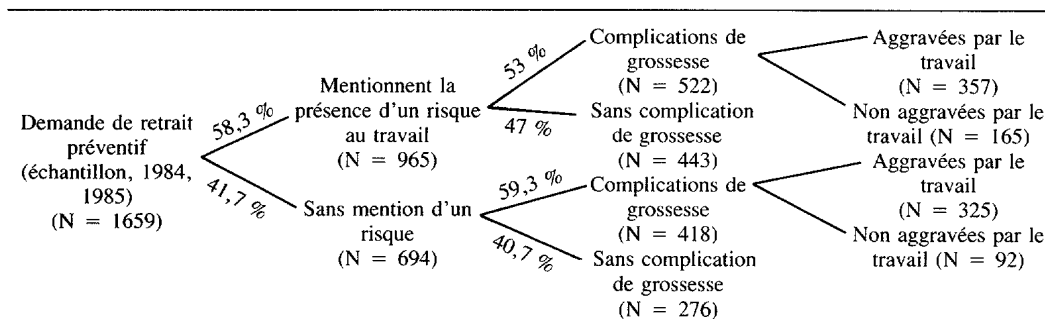 Demande de retrait
préventif
(échantillon, 1984,
1985)
(N = 1659)
58,3 %
41,7 %
Mentionnent la
présence d'un risque
au travail
(N = 965)
53 %
47 %
Complications de
grossesse
(N = 522)
Aggravées par le
travail
(N = 357)
Non aggravées par le
travail (N = 165)
Sans complication
de grossesse
(N = 443)
Sans mention d'un
risque
(N = 694)
59,3 %
40,7 %
Complications de
grossesse
(N = 418)
Aggravées par le
travail
(N = 325)
Non aggravées par le
travail (N = 92)
Sans complication
de grossesse
(N = 276)